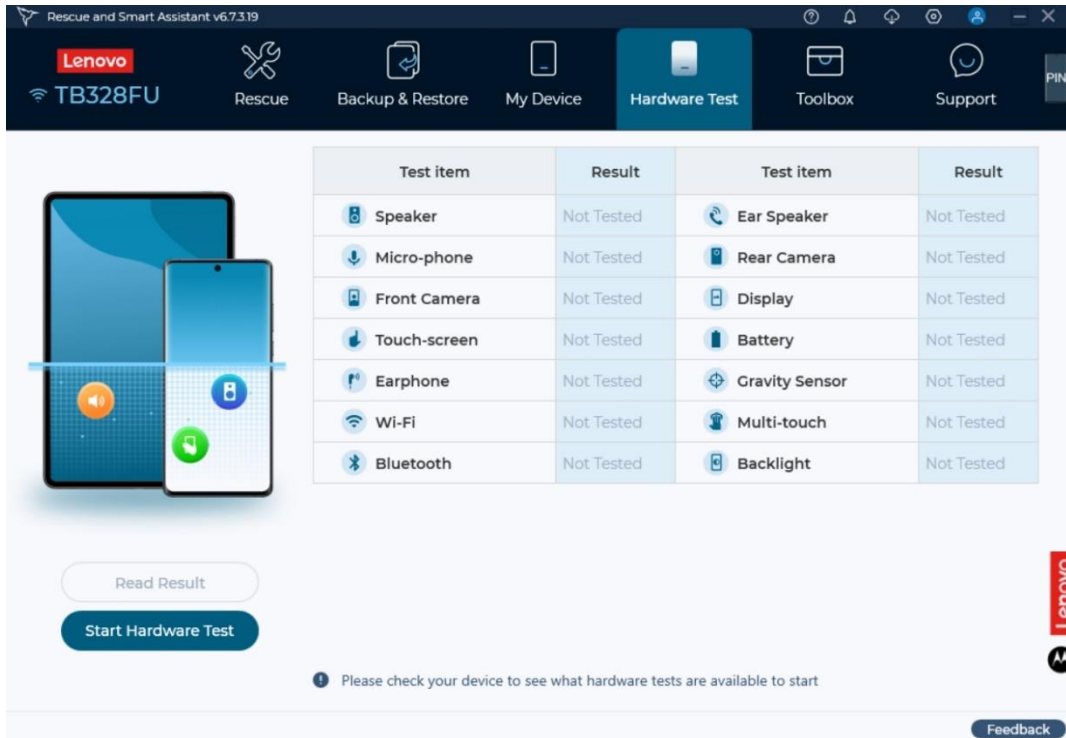 Rescue and Smart Assistant v6.7.3.19
Lenovo
TB328FU
Rescue
Backup & Restore
My Device
Hardware Test
Toolbox
Support
PIN
Test item Result Test item Result
Speaker Not Tested Ear Speaker Not Tested
Micro-phone Not Tested Rear Camera Not Tested
Front Camera Not Tested Display Not Tested
Touch-screen Not Tested Battery Not Tested
Earphone Not Tested Gravity Sensor Not Tested
Wi-Fi Not Tested Multi-touch Not Tested
Bluetooth Not Tested Backlight Not Tested
Read Result
Start Hardware Test
Lenovo
Please check your device to see what hardware tests are available to start
Feedback